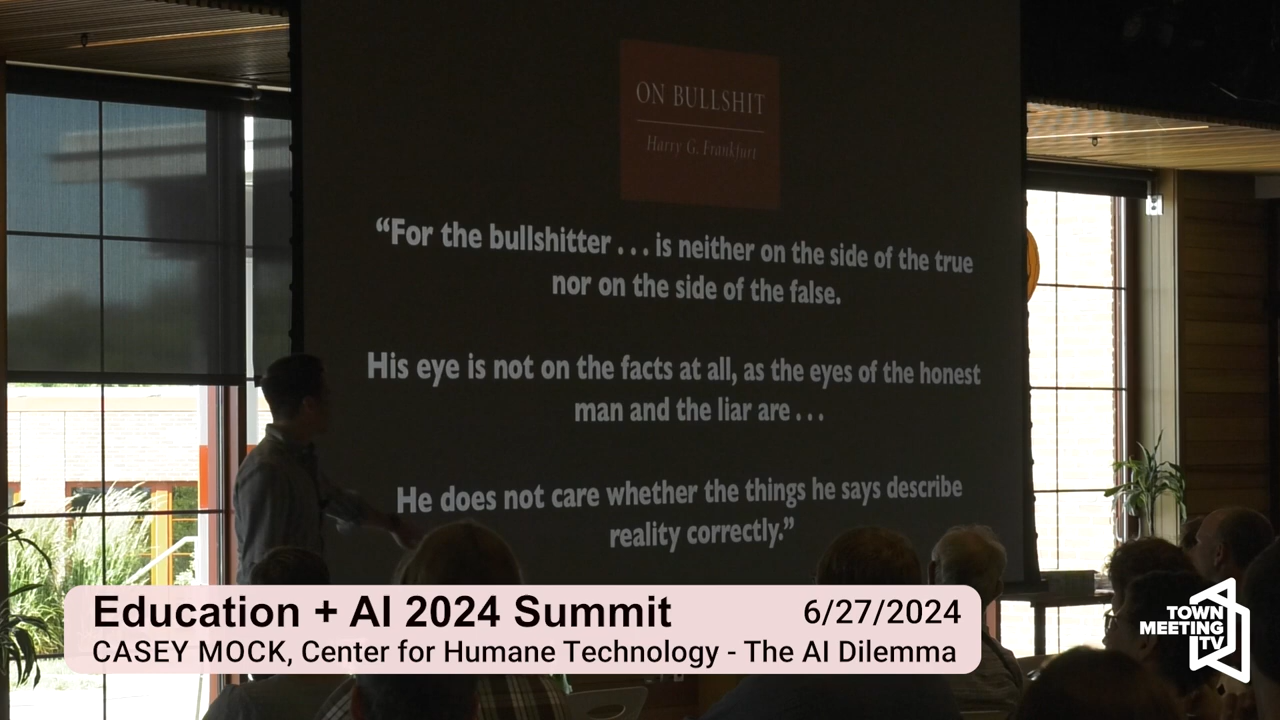 ON BULLSHIT
Harry G. Frankfurt
“For the bullshitter . . . is neither on the side of the true
nor on the side of the false.
His eye is not on the facts at all, as the eyes of the honest
man and the liar are . . .
He does not care whether the things he says describe
reality correctly.”
Education + AI 2024 Summit 6/27/2024
CASEY MOCK, Center for Humane Technology - The AI Dilemma
TOWN
MEETING
TV